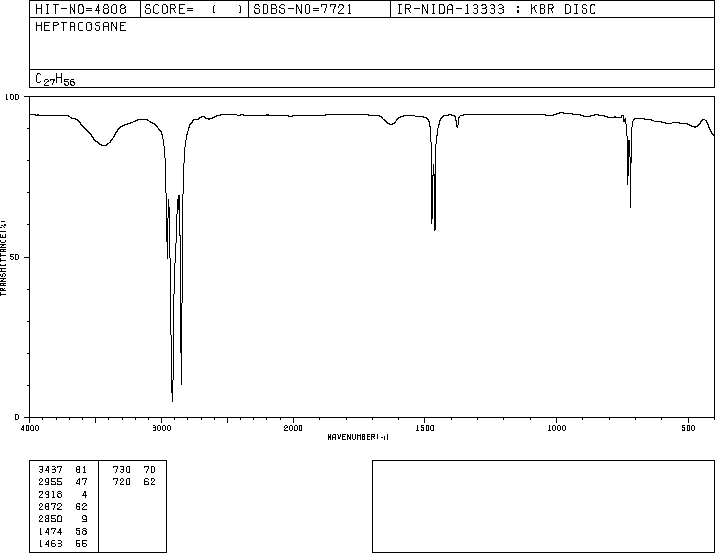 HIT-NO=4808 SCORE= ( ) SDBS-NO=7721 IR-NIDA-13333 : KBR DISC
HEPTACOSANE
C27H56
100
50
0
TRANSMITTANCE(%)
4000 3000 2000 1500 1000 500
WAVENUMBER(-1)
3437 81 730 70
2955 47 720 62
2918 4
2872 62
2850 9
1474 58
1463 55